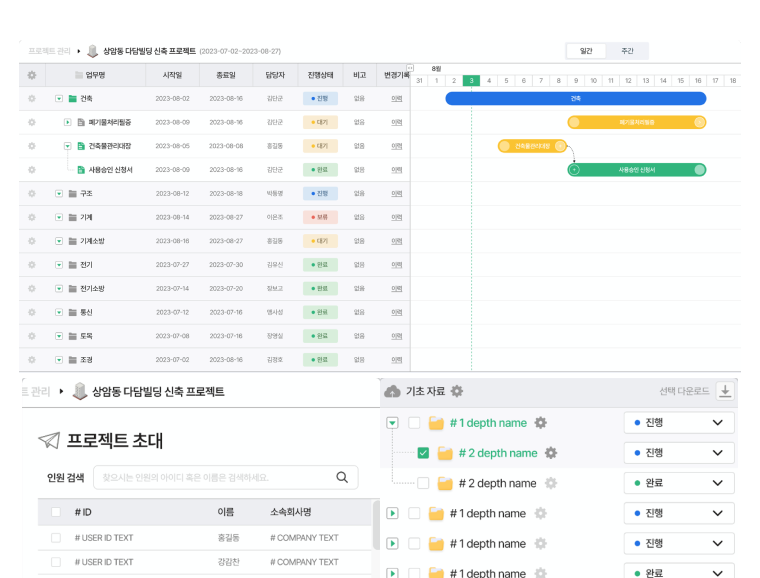 프로젝트 관리 상암동 다담빌딩 신축 프로젝트 (2023-07-02~2023-08-27) 일간 주간
업무명 시작일 종료일 담당자 진행상태 비고 변경기록
8월
31 1 2 3 4 5 6 7 8 9 10 11 12 13 14 15 16 17 18
건축 2023-08-02 2023-08-16 김단군 진행 없음 이력 건축
폐기물처리필증 2023-08-09 2023-08-16 김단군 대기 없음 이력 폐기물처리필증
건축물관리대장 2023-08-05 2023-08-08 홍길동 대기 없음 이력 건축물관리대장
사용승인 신청서 2023-08-09 2023-08-16 김단군 완료 없음 이력 사용승인 신청서
구조 2023-08-12 2023-08-18 박동명 진행 없음 이력
기계 2023-08-14 2023-08-27 이온조 보류 없음 이력
기계소방 2023-08-16 2023-08-27 홍길동 대기 없음 이력
전기 2023-07-27 2023-07-30 김유신 완료 없음 이력
전기소방 2023-07-14 2023-07-20 장보고 완료 없음 이력
통신 2023-07-12 2023-07-16 명사성 완료 없음 이력
토목 2023-07-08 2023-07-16 장영실 완료 없음 이력
조경 2023-07-02 2023-08-16 김정호 완료 없음 이력
트 관리 상암동 다담빌딩 신축 프로젝트
프로젝트 초대
인원 검색 찾으시는 인원의 아이디 혹은 이름은 검색하세요.
# ID 이름 소속회사명
# USER ID TEXT 홍길동 # COMPANY TEXT
# USER ID TEXT 강감찬 # COMPANY TEXT
기초 자료 선택 다운로드
# 1 depth name 진행
# 2 depth name 진행
# 2 depth name 완료
# 1 depth name 진행
# 1 depth name 진행
# 1 depth name 완료